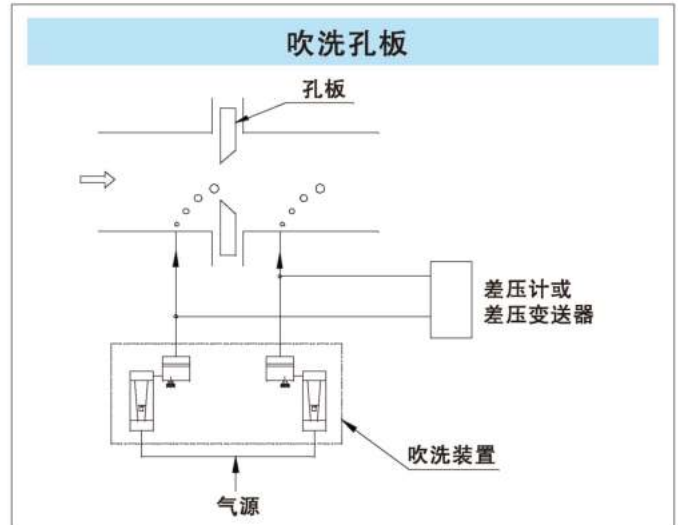 吹洗孔板
孔板
差压计或
差压变送器
吹洗装置
气源